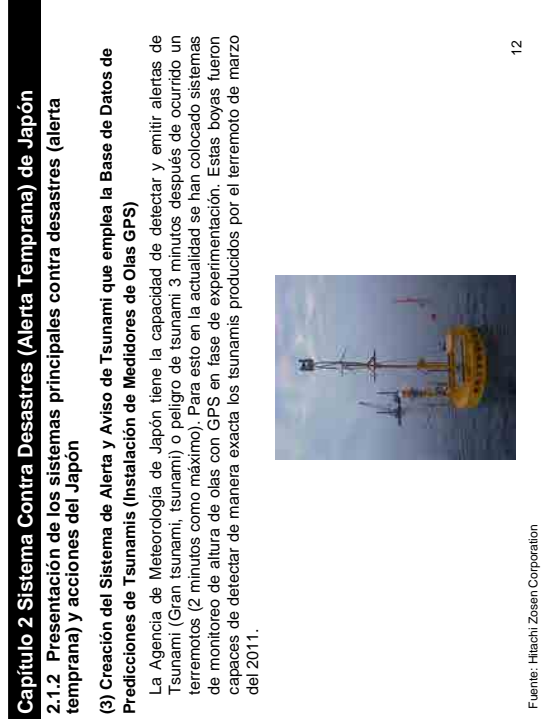 Capítulo 2 Sistema Contra Desastres (Alerta Temprana) de Japón
2.1.2 Presentación de los sistemas principales contra desastres (alerta
temprana) y acciones del Japón
(3) Creación del Sistema de Alerta y Aviso de Tsunami que emplea la Base de Datos de
Predicciones de Tsunamis (Instalación de Medidores de Olas GPS)
La Agencia de Meteorología de Japón tiene la capacidad de detectar y emitir alertas de
Tsunami (Gran tsunami, tsunami) o peligro de tsunami 3 minutos después de ocurrido un
terremotos (2 minutos como máximo). Para esto en la actualidad se han colocado sistemas
de monitoreo de altura de olas con GPS en fase de experimentación. Estas boyas fueron
capaces de detectar de manera exacta los tsunamis producidos por el terremoto de marzo
del 2011.
Fuente: Hitachi Zosen Corporation
12